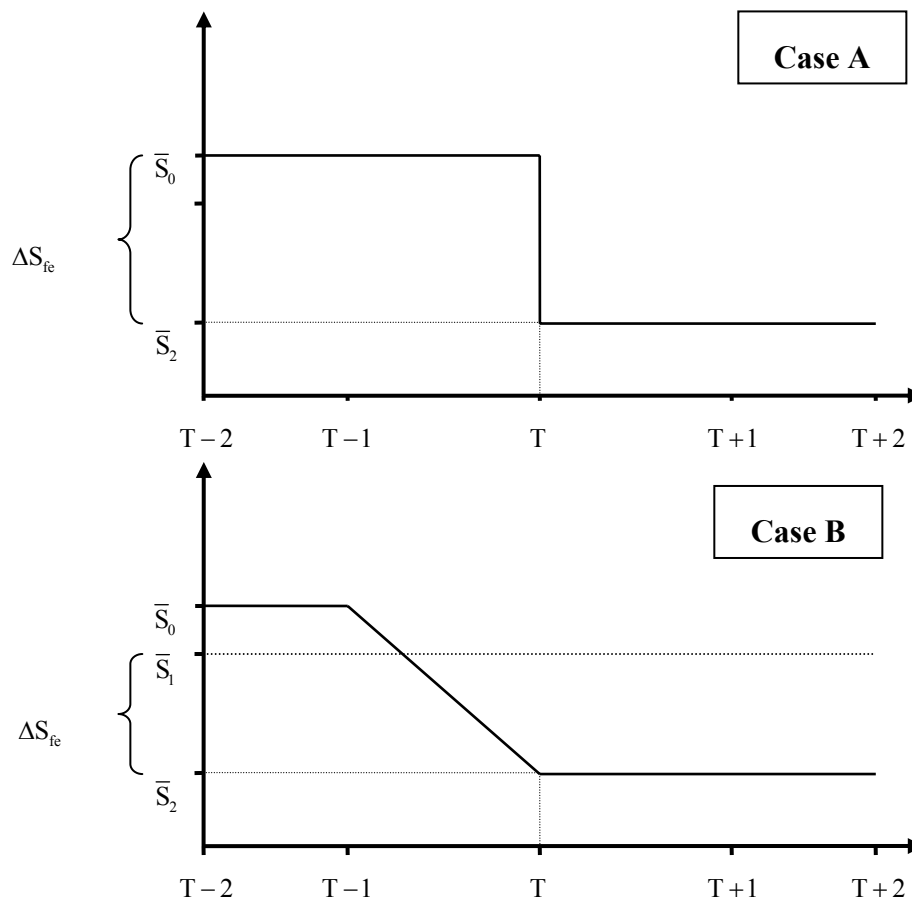 Case A
S̅₀
ΔS_fe
S̅₂
T − 2 T − 1 T T + 1 T + 2
Case B
S̅₀
S̅₁
ΔS_fe
S̅₂
T − 2 T − 1 T T + 1 T + 2